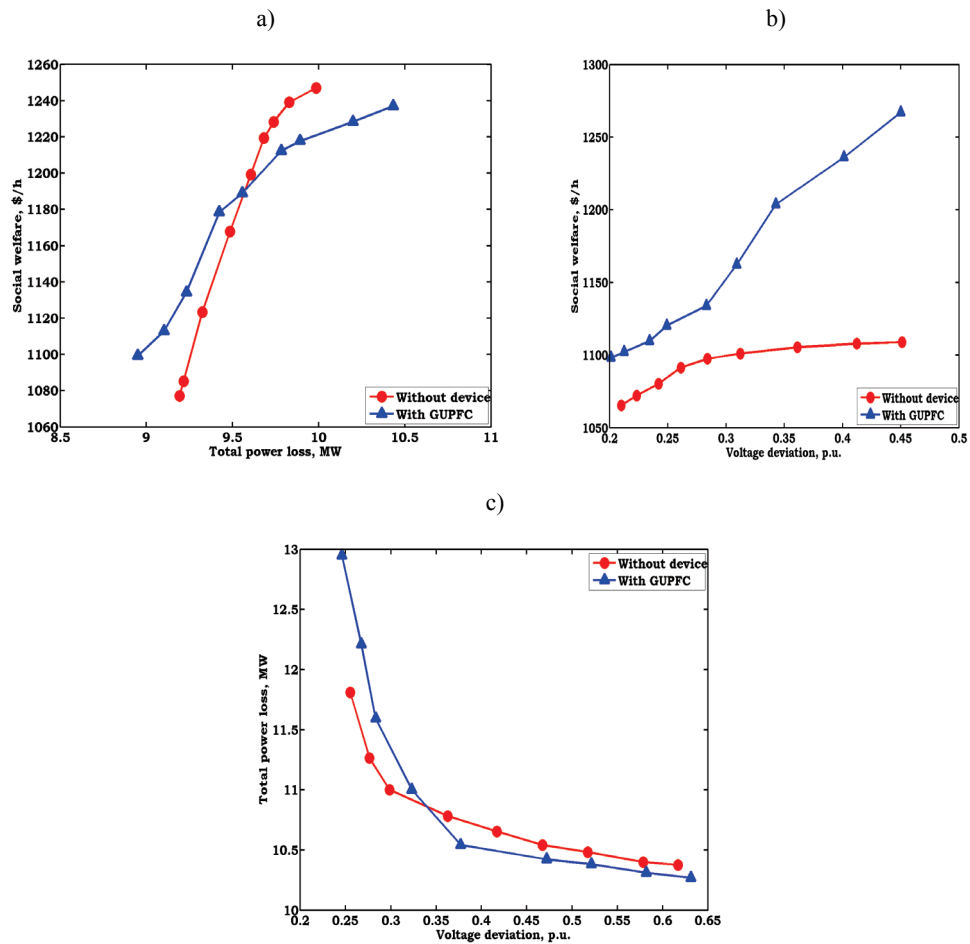 a)
1260
1240
1220
1200
1180
1160
1140
1120
1100
1080
1060
Social welfare, $/h
Without device
With GUPFC
8.5 9 9.5 10 10.5 11
Total power loss, MW
b)
1300
1250
1200
1150
1100
1050
Social welfare, $/h
Without device
With GUPFC
0.2 0.25 0.3 0.35 0.4 0.45 0.5
Voltage deviation, p.u.
c)
13
12.5
12
11.5
11
10.5
10
Total power loss, MW
Without device
With GUPFC
0.2 0.25 0.3 0.35 0.4 0.45 0.5 0.55 0.6 0.65
Voltage deviation, p.u.